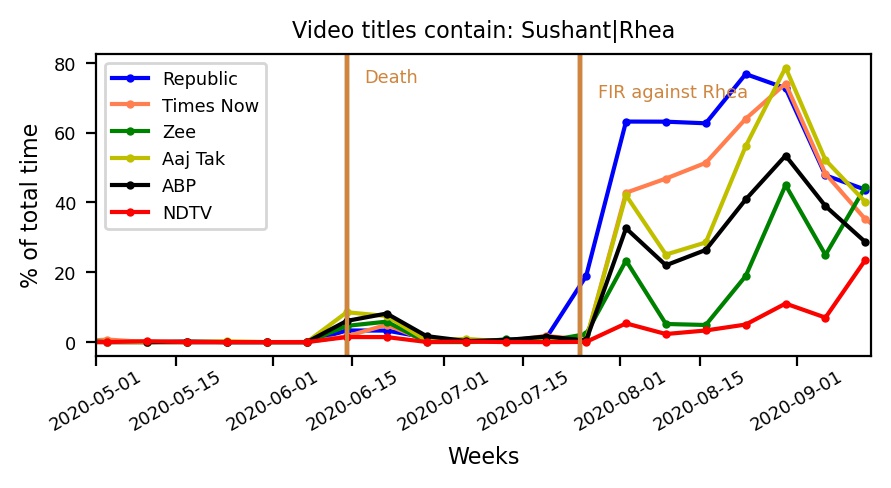 Video titles contain: Sushant|Rhea
80
60
40
20
0
% of total time
Republic
Times Now
Zee
Aaj Tak
ABP
NDTV
Death
FIR against Rhea
2020-05-01
2020-05-15
2020-06-01
2020-06-15
2020-07-01
2020-07-15
2020-08-01
2020-08-15
2020-09-01
Weeks